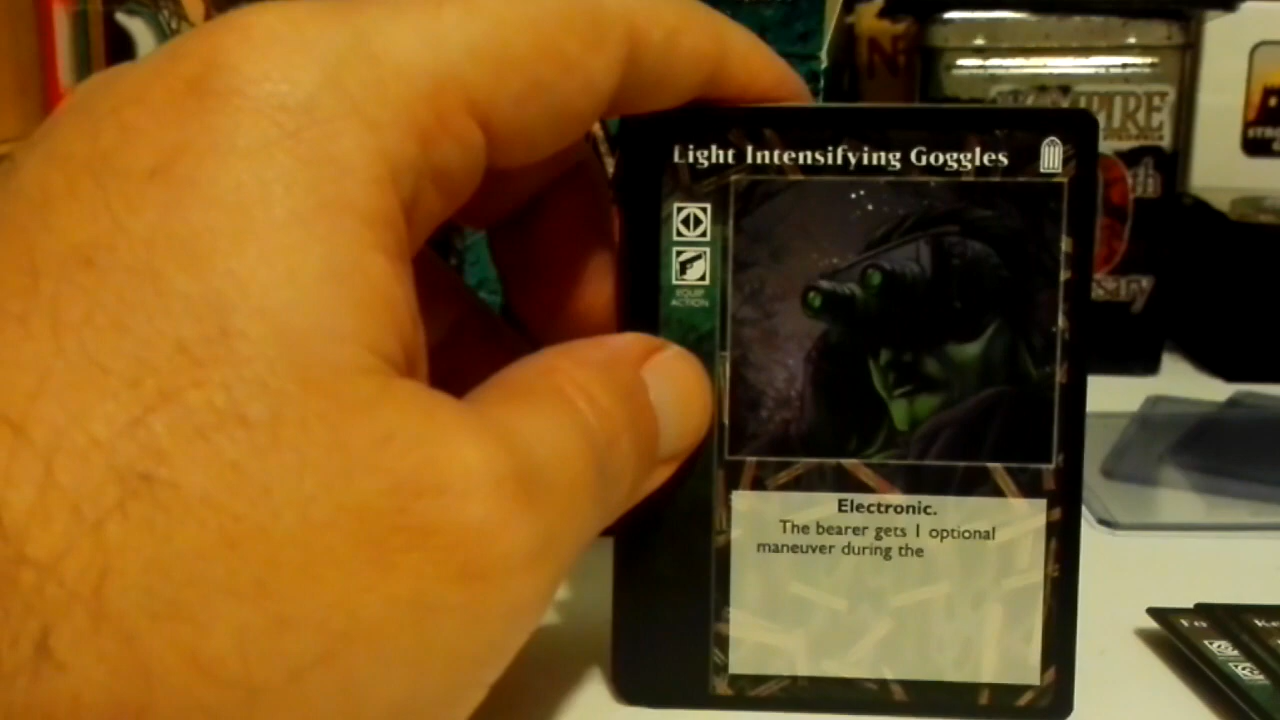 Light Intensifying Goggles
EQUIP
ACTION
Electronic.
The bearer gets 1 optional
maneuver during the